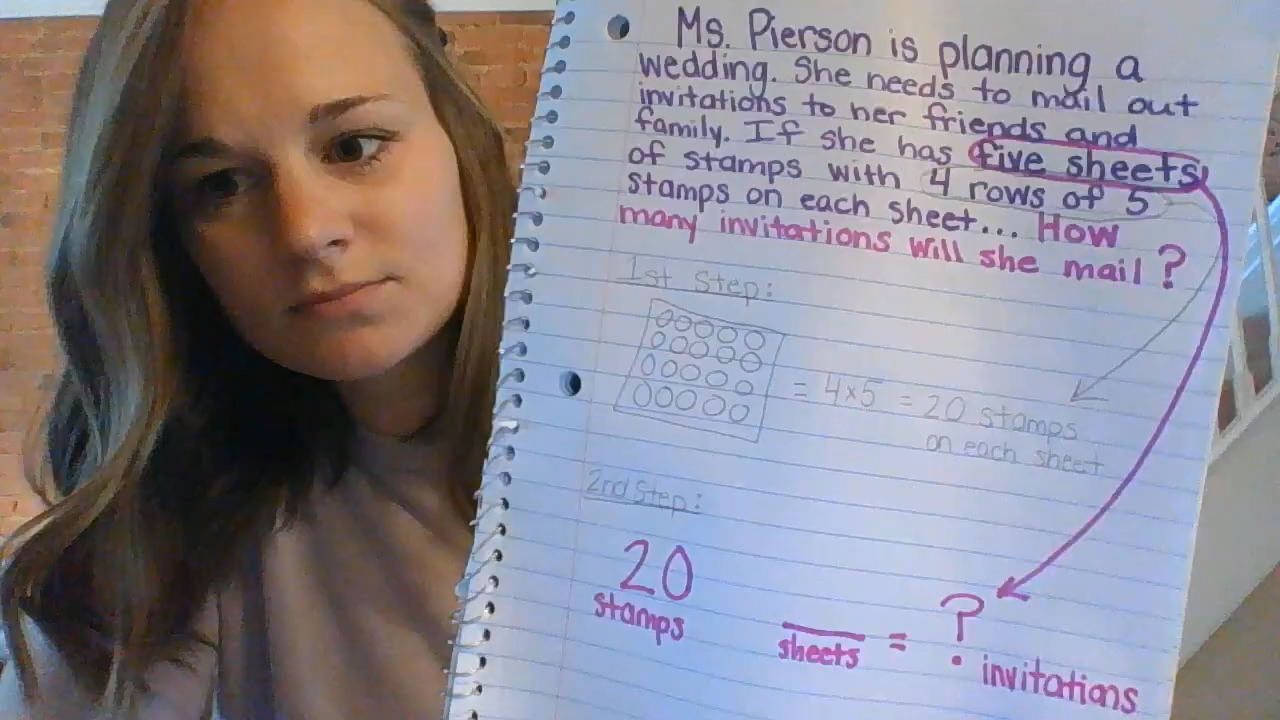 Ms. Pierson is planning a
wedding. She needs to mail out
invitations to her friends and
family. If she has five sheets
of stamps with 4 rows of 5
stamps on each sheet... How
many invitations will she mail?
1st Step:
= 4x5 = 20 stamps
on each sheet
2nd Step:
20
stamps
sheets = ? invitations